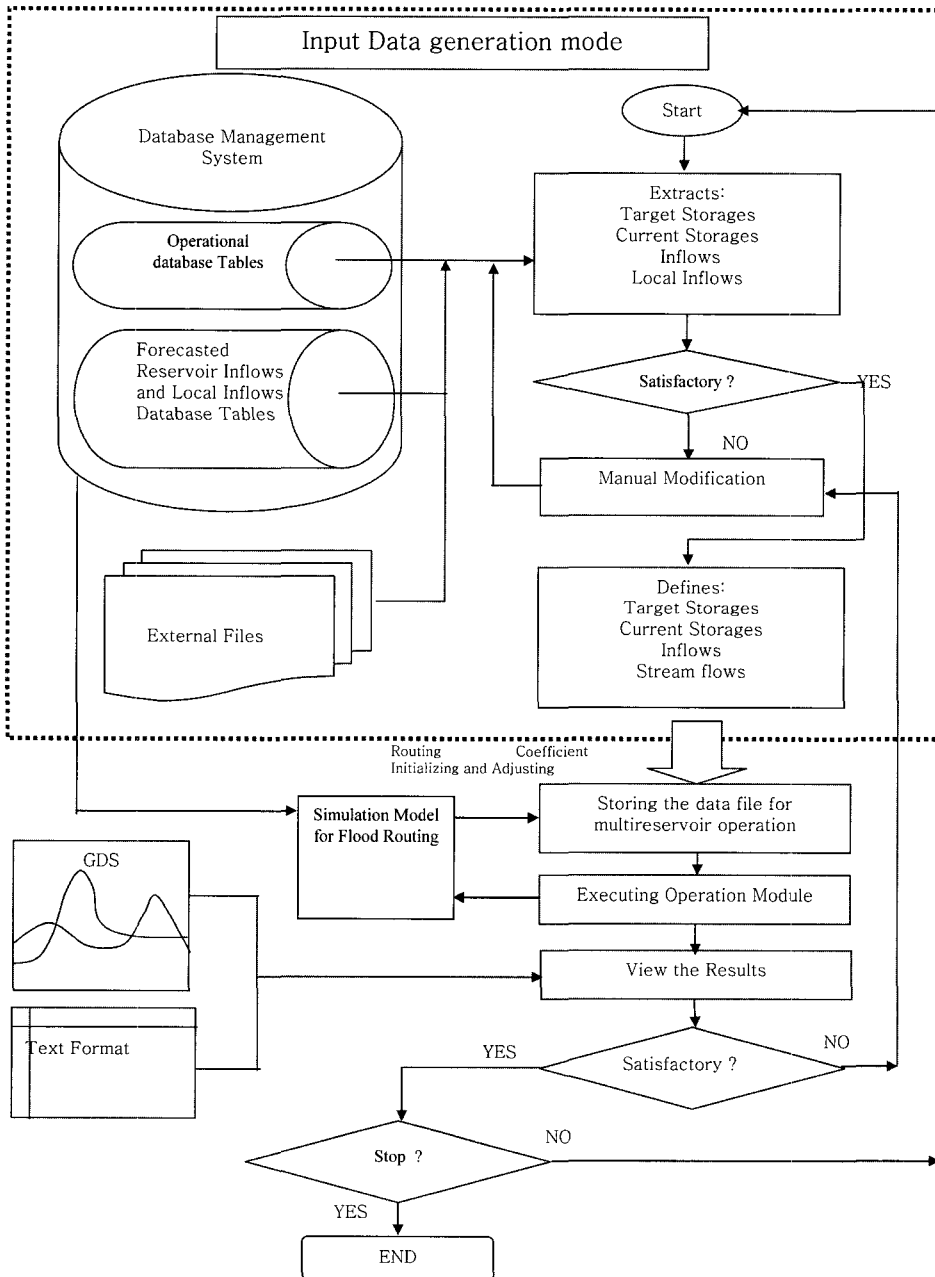 Input Data generation mode
Database Management
System
Operational
database Tables
Forecasted
Reservoir Inflows
and Local Inflows
Database Tables
External Files
Start
Extracts:
Target Storages
Current Storages
Inflows
Local Inflows
Satisfactory ?
YES
NO
Manual Modification
Defines:
Target Storages
Current Storages
Inflows
Stream flows
Routing Coefficient
Initializing and Adjusting
Simulation Model
for Flood Routing
Storing the data file for
multireservoir operation
GDS
Executing Operation Module
View the Results
Text Format
YES
Satisfactory ?
NO
Stop ?
NO
YES
END